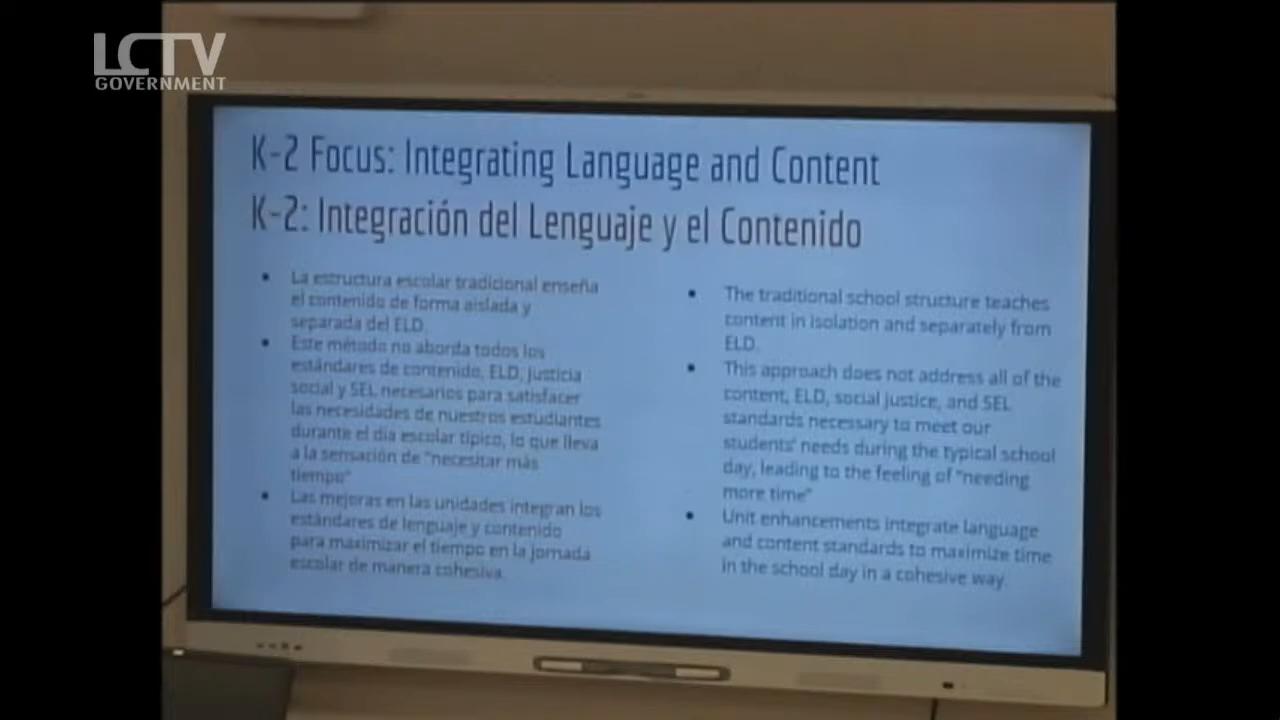 LCTV
GOVERNMENT
K-2 Focus: Integrating Language and Content
K-2: Integración del Lenguaje y el Contenido
• La estructura escolar tradicional enseña
el contenido de forma aislada y
separada del ELD.
• Este método no aborda todos los
estándares de contenido, ELD, justicia
social y SEL necesarios para satisfacer
las necesidades de nuestros estudiantes
durante el día escolar típico, lo que lleva
a la sensación de "necesitar más
tiempo"
• Las mejoras en las unidades integran los
estándares de lenguaje y contenido
para maximizar el tiempo en la jornada
escolar de manera cohesiva.
• The traditional school structure teaches
content in isolation and separately from
ELD.
• This approach does not address all of the
content, ELD, social justice, and SEL
standards necessary to meet our
students' needs during the typical school
day, leading to the feeling of "needing
more time"
• Unit enhancements integrate language
and content standards to maximize time
in the school day in a cohesive way.